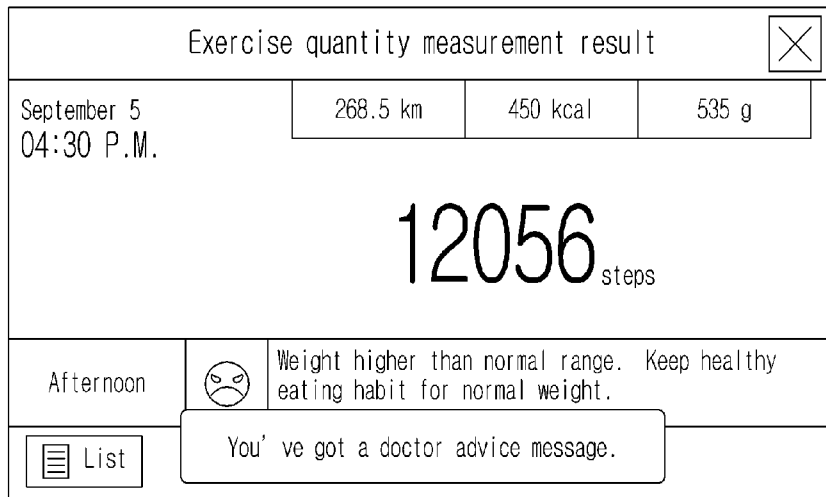 Exercise quantity measurement result
September 5
04:30 P.M.
268.5 km 450 kcal 535 g
12056 steps
Afternoon
Weight higher than normal range. Keep healthy
eating habit for normal weight.
List
You' ve got a doctor advice message.